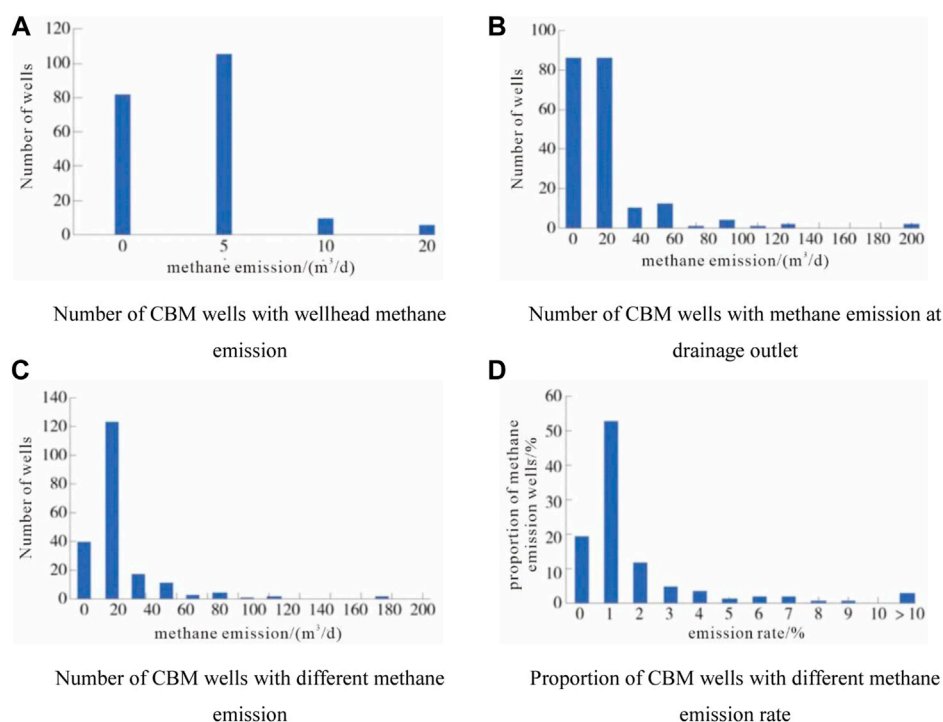 A
120
100
80
60
40
20
0
Number of wells
0 5 10 20
methane emission/(m³/d)
Number of CBM wells with wellhead methane
emission
B
100
80
60
40
20
0
Number of wells
0 20 40 60 80 100 120 140 160 180 200
methane emission/(m³/d)
Number of CBM wells with methane emission at
drainage outlet
C
140
120
100
80
60
40
20
0
Number of wells
0 20 40 60 80 100 120 140 160 180 200
methane emission/(m³/d)
Number of CBM wells with different methane
emission
D
60
50
40
30
20
10
0
proportion of methane
emission wells/%
0 1 2 3 4 5 6 7 8 9 10 > 10
emission rate/%
Proportion of CBM wells with different methane
emission rate